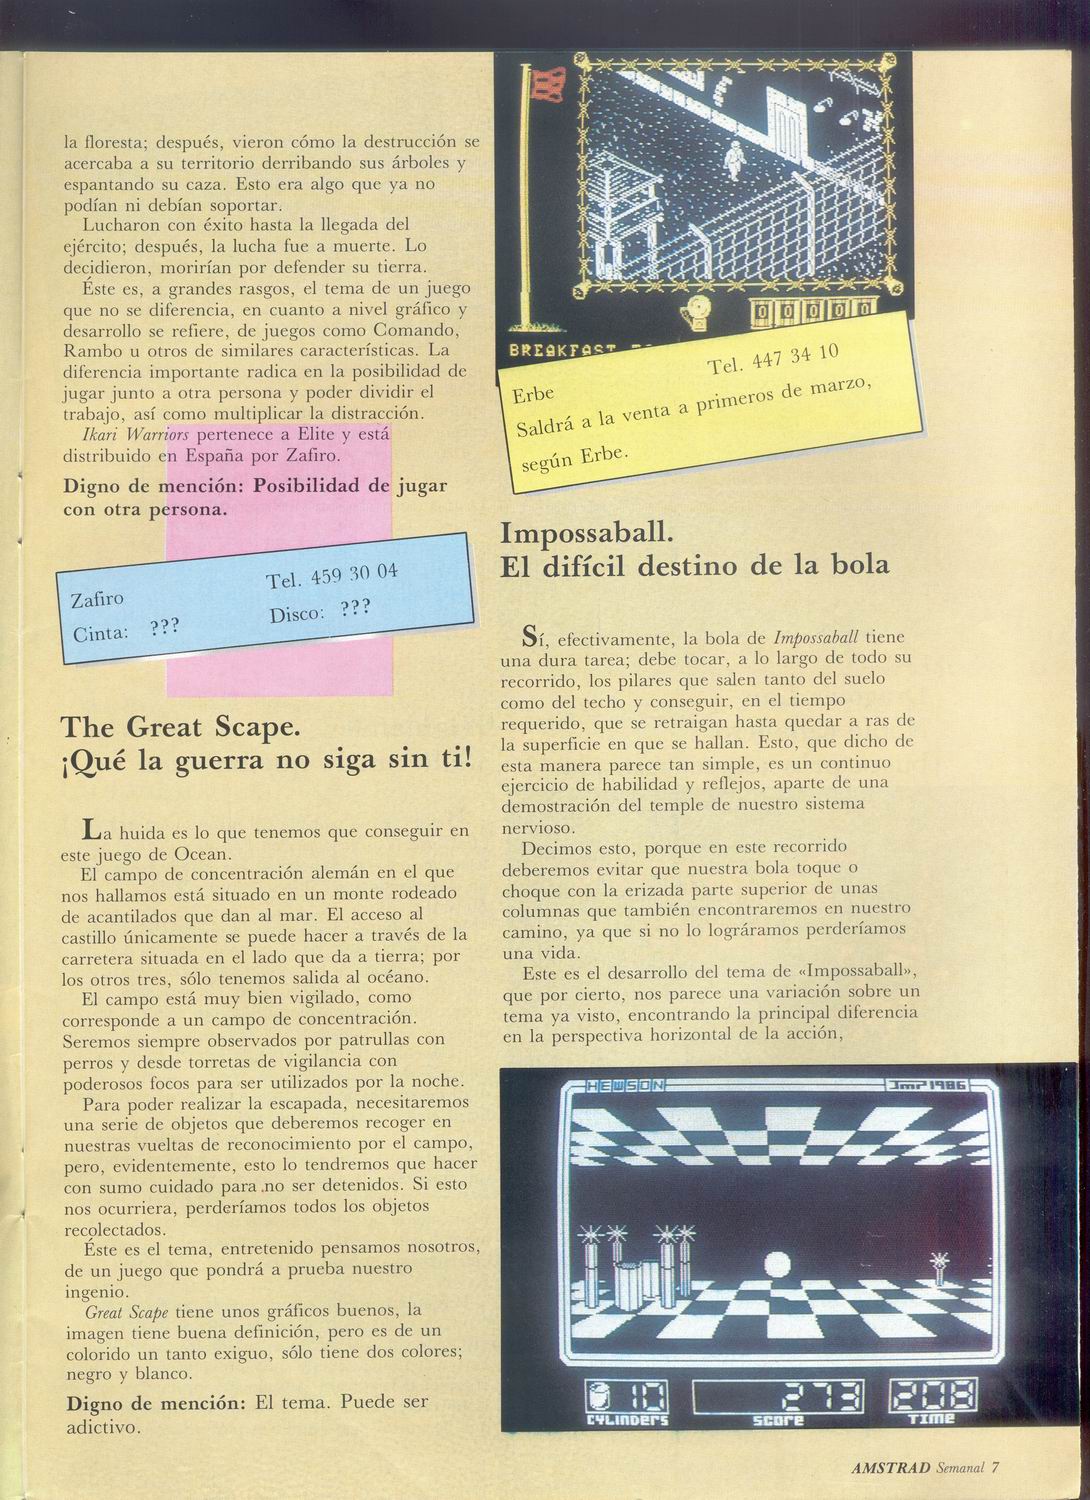 la floresta; después, vieron cómo la destrucción se
acercaba a su territorio derribando sus árboles y
espantando su caza. Esto era algo que ya no
podían ni debían soportar.
Lucharon con éxito hasta la llegada del
ejército; después, la lucha fue a muerte. Lo
decidieron, morirían por defender su tierra.
Éste es, a grandes rasgos, el tema de un juego
que no se diferencia, en cuanto a nivel gráfico y
desarrollo se refiere, de juegos como Comando,
Rambo u otros de similares características. La
diferencia importante radica en la posibilidad de
jugar junto a otra persona y poder dividir el
trabajo, así como multiplicar la distracción.
Ikari Warriors pertenece a Elite y está
distribuido en España por Zafiro.
Digno de mención: Posibilidad de jugar
con otra persona.
Zafiro Tel. 459 30 04
Cinta: ??? Disco: ???
The Great Scape.
¡Qué la guerra no siga sin ti!
La huida es lo que tenemos que conseguir en
este juego de Ocean.
El campo de concentración alemán en el que
nos hallamos está situado en un monte rodeado
de acantilados que dan al mar. El acceso al
castillo únicamente se puede hacer a través de la
carretera situada en el lado que da a tierra; por
los otros tres, sólo tenemos salida al océano.
El campo está muy bien vigilado, como
corresponde a un campo de concentración.
Seremos siempre observados por patrullas con
perros y desde torretas de vigilancia con
poderosos focos para ser utilizados por la noche.
Para poder realizar la escapada, necesitaremos
una serie de objetos que deberemos recoger en
nuestras vueltas de reconocimiento por el campo,
pero, evidentemente, esto lo tendremos que hacer
con sumo cuidado para no ser detenidos. Si esto
nos ocurriera, perderíamos todos los objetos
recolectados.
Éste es el tema, entretenido pensamos nosotros,
de un juego que pondrá a prueba nuestro
ingenio.
Great Scape tiene unos gráficos buenos, la
imagen tiene buena definición, pero es de un
colorido un tanto exiguo, sólo tiene dos colores;
negro y blanco.
Digno de mención: El tema. Puede ser
adictivo.
00000
BREAKFAST
Erbe Tel. 447 34 10
Saldrá a la venta a primeros de marzo,
según Erbe.
Impossaball.
El difícil destino de la bola
Sí, efectivamente, la bola de Impossaball tiene
una dura tarea; debe tocar, a lo largo de todo su
recorrido, los pilares que salen tanto del suelo
como del techo y conseguir, en el tiempo
requerido, que se retraigan hasta quedar a ras de
la superficie en que se hallan. Esto, que dicho de
esta manera parece tan simple, es un continuo
ejercicio de habilidad y reflejos, aparte de una
demostración del temple de nuestro sistema
nervioso.
Decimos esto, porque en este recorrido
deberemos evitar que nuestra bola toque o
choque con la erizada parte superior de unas
columnas que también encontraremos en nuestro
camino, ya que si no lo lográramos perderíamos
una vida.
Este es el desarrollo del tema de «Impossaball»,
que por cierto, nos parece una variación sobre un
tema ya visto, encontrando la principal diferencia
en la perspectiva horizontal de la acción,
HEWSON Jmp 1986
10 273 208
CYLINDERS SCORE TIME
AMSTRAD Semanal 7